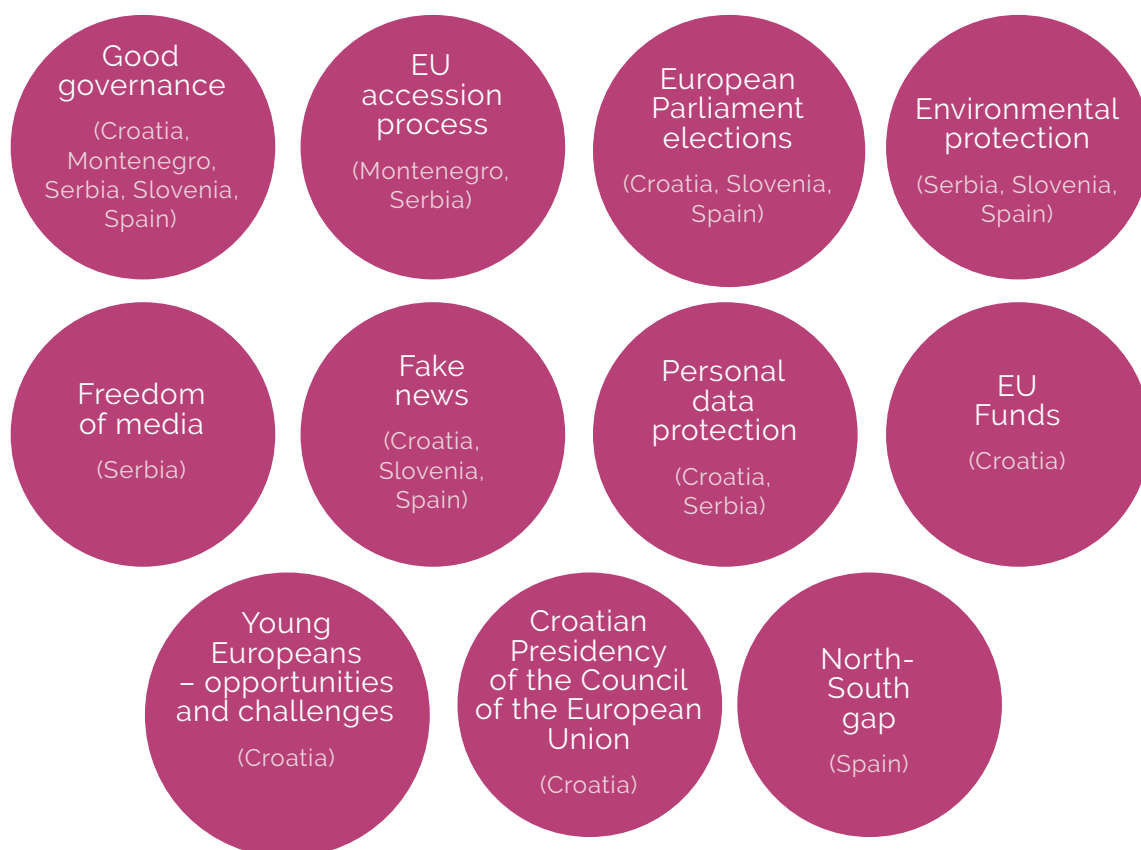 Good
governance
(Croatia,
Montenegro,
Serbia, Slovenia,
Spain)
EU
accession
process
(Montenegro,
Serbia)
European
Parliament
elections
(Croatia, Slovenia,
Spain)
Environmental
protection
(Serbia, Slovenia,
Spain)
Freedom
of media
(Serbia)
Fake
news
(Croatia,
Slovenia,
Spain)
Personal
data
protection
(Croatia,
Serbia)
EU
Funds
(Croatia)
Young
Europeans
– opportunities
and challenges
(Croatia)
Croatian
Presidency
of the Council
of the European
Union
(Croatia)
North-
South
gap
(Spain)